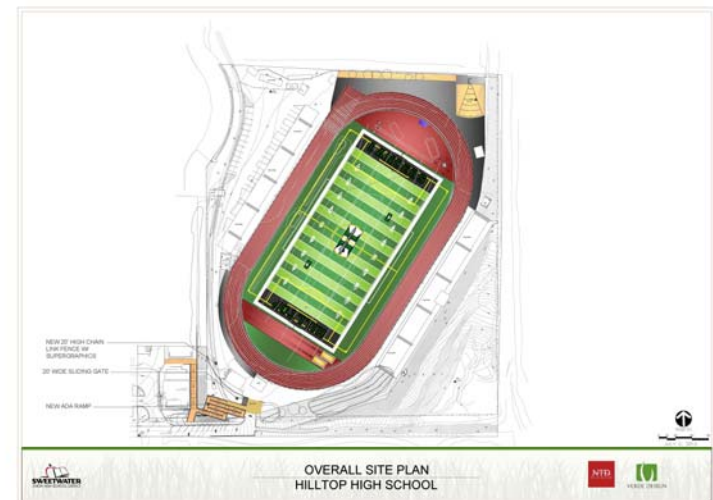 NEW 20' HIGH CHAIN
LINK FENCE W/
SUPERGRAPHICS
20' WIDE SLIDING GATE
NEW ADA RAMP
SWEETWATER
OVERALL SITE PLAN
HILLTOP HIGH SCHOOL
NTD
VERDE DESIGN